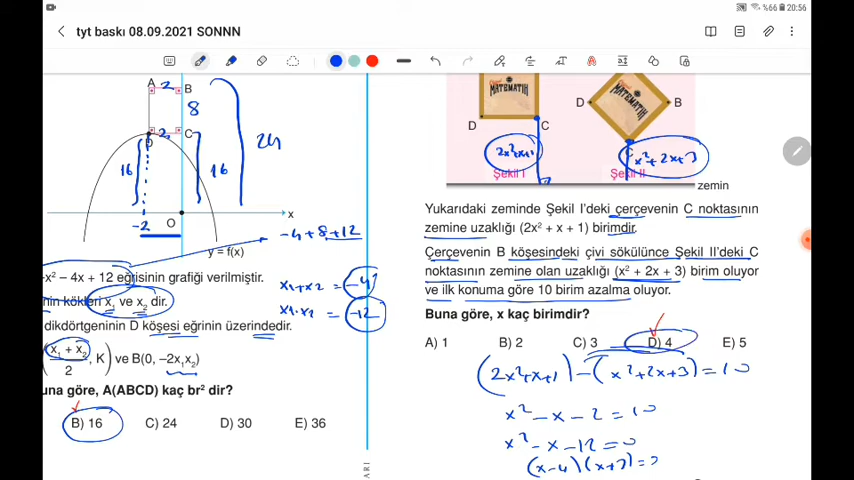 %66 20:56
tyt baskı 08.09.2021 SONNN
A 2 B
8
2 C
D
16
16
24
-2 O x
y = f(x)
-4+8+12
-x² – 4x + 12 eğrisinin grafiği verilmiştir.
nin kökleri x₁ ve x₂ dir.
dikdörtgeninin D köşesi eğrinin üzerindedir.
x₁ + x₂
2
, K) ve B(0, –2x₁x₂)
una göre, A(ABCD) kaç br² dir?
B) 16 C) 24 D) 30 E) 36
x₁+x₂ = -4
x₁.x₂ = -12
ARI
MATEMATİK
D C
2x²+x+1
Şekil I
MATEMATİK
D B
C
x²+2x+3
Şekil II
zemin
Yukarıdaki zeminde Şekil I'deki çerçevenin C noktasının
zemine uzaklığı (2x² + x + 1) birimdir.
Çerçevenin B köşesindeki çivi sökülünce Şekil II'deki C
noktasının zemine olan uzaklığı (x² + 2x + 3) birim oluyor
ve ilk konuma göre 10 birim azalma oluyor.
Buna göre, x kaç birimdir?
A) 1 B) 2 C) 3 D) 4 E) 5
(2x²+x+1) - (x²+2x+3) = 10
x² - x - 2 = 10
x² - x - 12 = 0
(x-4)(x+3) = 0